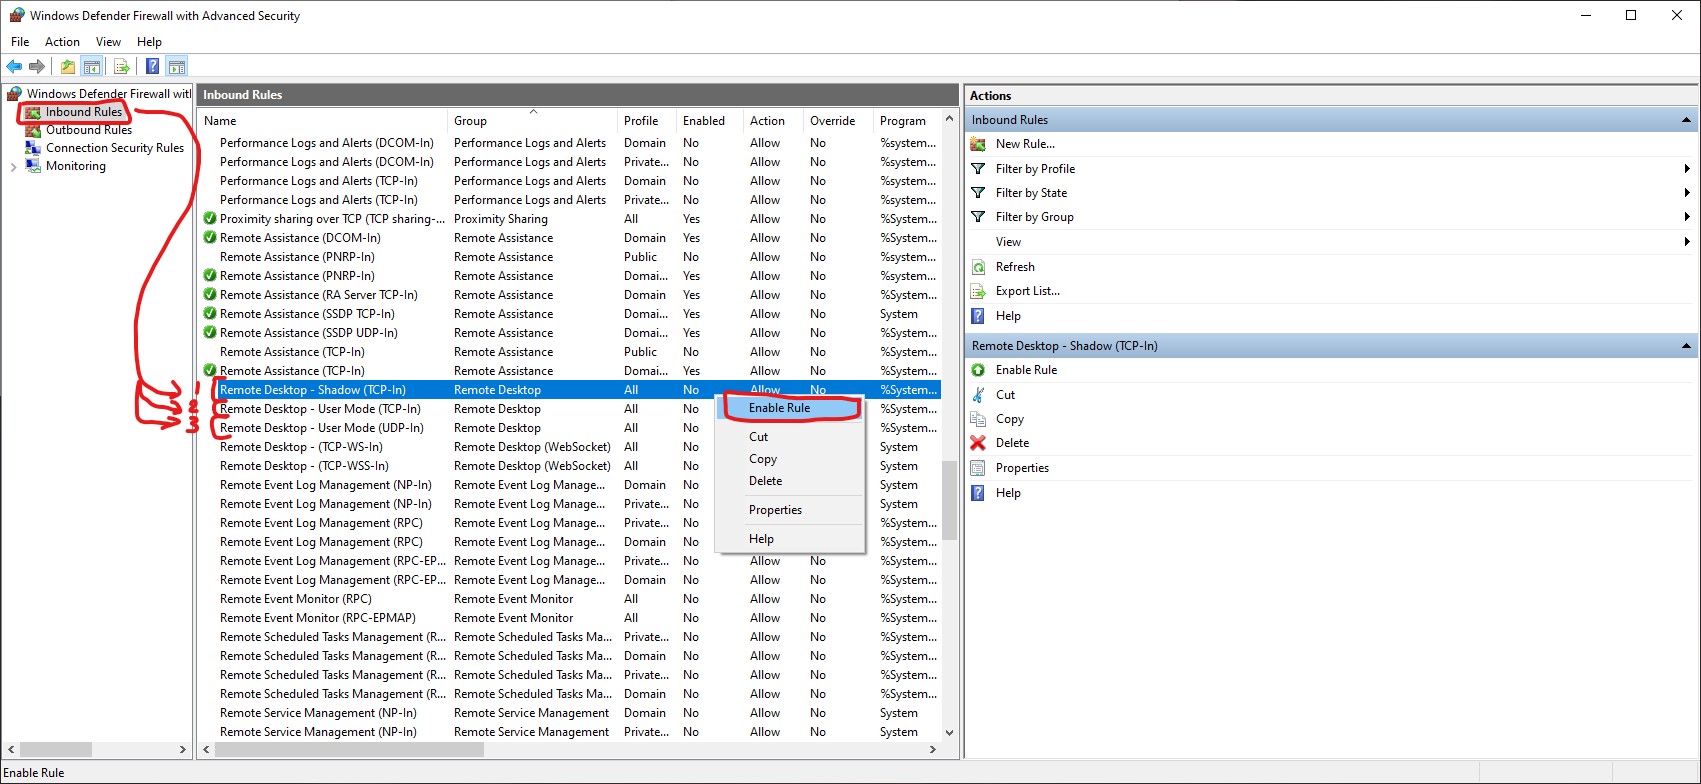 Windows Defender Firewall with Advanced Security
File Action View Help
Windows Defender Firewall witl
Inbound Rules
Outbound Rules
Connection Security Rules
Monitoring
Inbound Rules
Name Group Profile Enabled Action Override Program
Performance Logs and Alerts (DCOM-In) Performance Logs and Alerts Domain No Allow No %system...
Performance Logs and Alerts (DCOM-In) Performance Logs and Alerts Private... No Allow No %system...
Performance Logs and Alerts (TCP-In) Performance Logs and Alerts Domain No Allow No %system...
Performance Logs and Alerts (TCP-In) Performance Logs and Alerts Private... No Allow No %system...
Proximity sharing over TCP (TCP sharing-... Proximity Sharing All Yes Allow No %System...
Remote Assistance (DCOM-In) Remote Assistance Domain Yes Allow No %System...
Remote Assistance (PNRP-In) Remote Assistance Public No Allow No %System...
Remote Assistance (PNRP-In) Remote Assistance Domai... Yes Allow No %System...
Remote Assistance (RA Server TCP-In) Remote Assistance Domai... Yes Allow No %System...
Remote Assistance (SSDP TCP-In) Remote Assistance Domai... Yes Allow No System
Remote Assistance (SSDP UDP-In) Remote Assistance Domai... Yes Allow No %System...
Remote Assistance (TCP-In) Remote Assistance Public No Allow No %System...
Remote Assistance (TCP-In) Remote Assistance Domai... Yes Allow No %System...
1 Remote Desktop - Shadow (TCP-In) Remote Desktop All No Allow No %System...
2 Remote Desktop - User Mode (TCP-In) Remote Desktop All No %System...
3 Remote Desktop - User Mode (UDP-In) Remote Desktop All No %System...
Remote Desktop - (TCP-WS-In) Remote Desktop (WebSocket) All No System
Remote Desktop - (TCP-WSS-In) Remote Desktop (WebSocket) All No System
Remote Event Log Management (NP-In) Remote Event Log Manage... Domain No System
Remote Event Log Management (NP-In) Remote Event Log Manage... Private... No System
Remote Event Log Management (RPC) Remote Event Log Manage... Private... No %System...
Remote Event Log Management (RPC) Remote Event Log Manage... Domain No %System...
Remote Event Log Management (RPC-EP... Remote Event Log Manage... Private... No Allow No %System...
Remote Event Log Management (RPC-EP... Remote Event Log Manage... Domain No Allow No %System...
Remote Event Monitor (RPC) Remote Event Monitor All No Allow No %System...
Remote Event Monitor (RPC-EPMAP) Remote Event Monitor All No Allow No %System...
Remote Scheduled Tasks Management (R... Remote Scheduled Tasks Ma... Private... No Allow No %System...
Remote Scheduled Tasks Management (R... Remote Scheduled Tasks Ma... Domain No Allow No %System...
Remote Scheduled Tasks Management (R... Remote Scheduled Tasks Ma... Private... No Allow No %System...
Remote Scheduled Tasks Management (R... Remote Scheduled Tasks Ma... Domain No Allow No %System...
Remote Service Management (NP-In) Remote Service Management Domain No Allow No System
Remote Service Management (NP-In) Remote Service Management Private... No Allow No System
Enable Rule
Cut
Copy
Delete
Properties
Help
Actions
Inbound Rules
New Rule...
Filter by Profile
Filter by State
Filter by Group
View
Refresh
Export List...
Help
Remote Desktop - Shadow (TCP-In)
Enable Rule
Cut
Copy
Delete
Properties
Help
Enable Rule